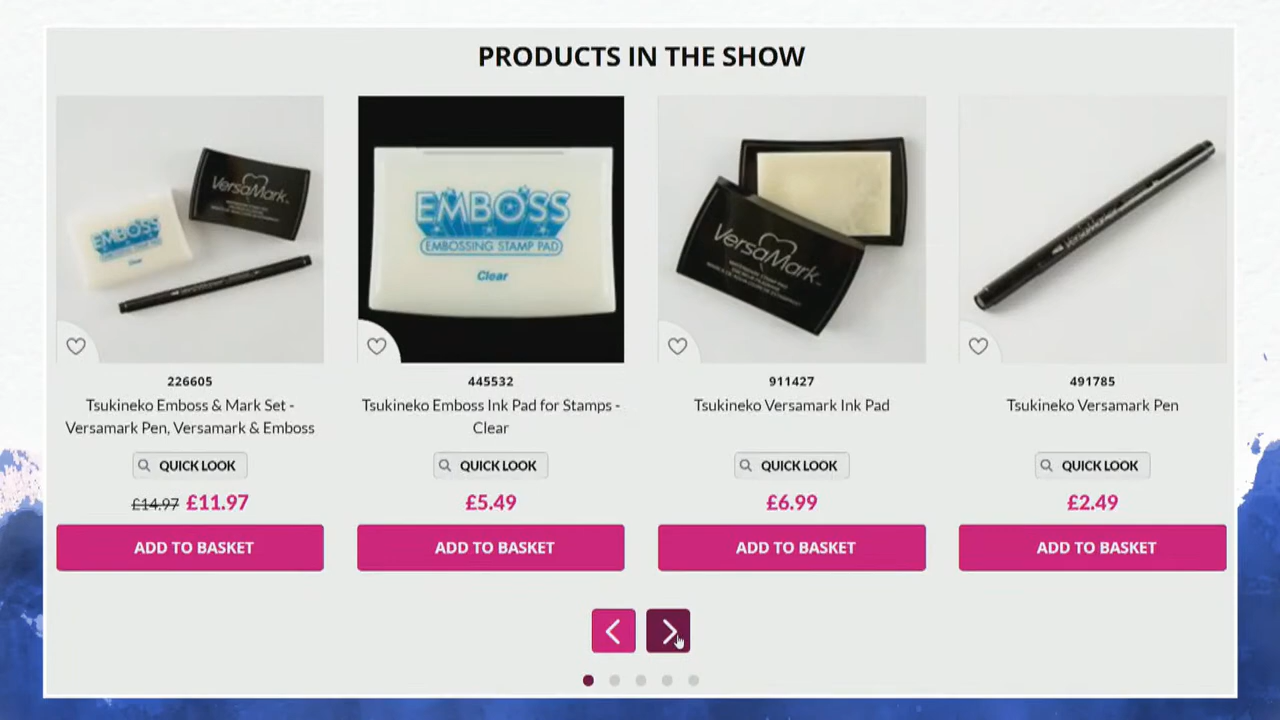 PRODUCTS IN THE SHOW
VersaMark
EMBOSS
Clear
226605
Tsukineko Emboss & Mark Set -
Versamark Pen, Versamark & Emboss
QUICK LOOK
£14.97 £11.97
ADD TO BASKET
EMBOSS
EMBOSSING STAMP PAD
Clear
445532
Tsukineko Emboss Ink Pad for Stamps -
Clear
QUICK LOOK
£5.49
ADD TO BASKET
VersaMark
911427
Tsukineko Versamark Ink Pad
QUICK LOOK
£6.99
ADD TO BASKET
491785
Tsukineko Versamark Pen
QUICK LOOK
£2.49
ADD TO BASKET